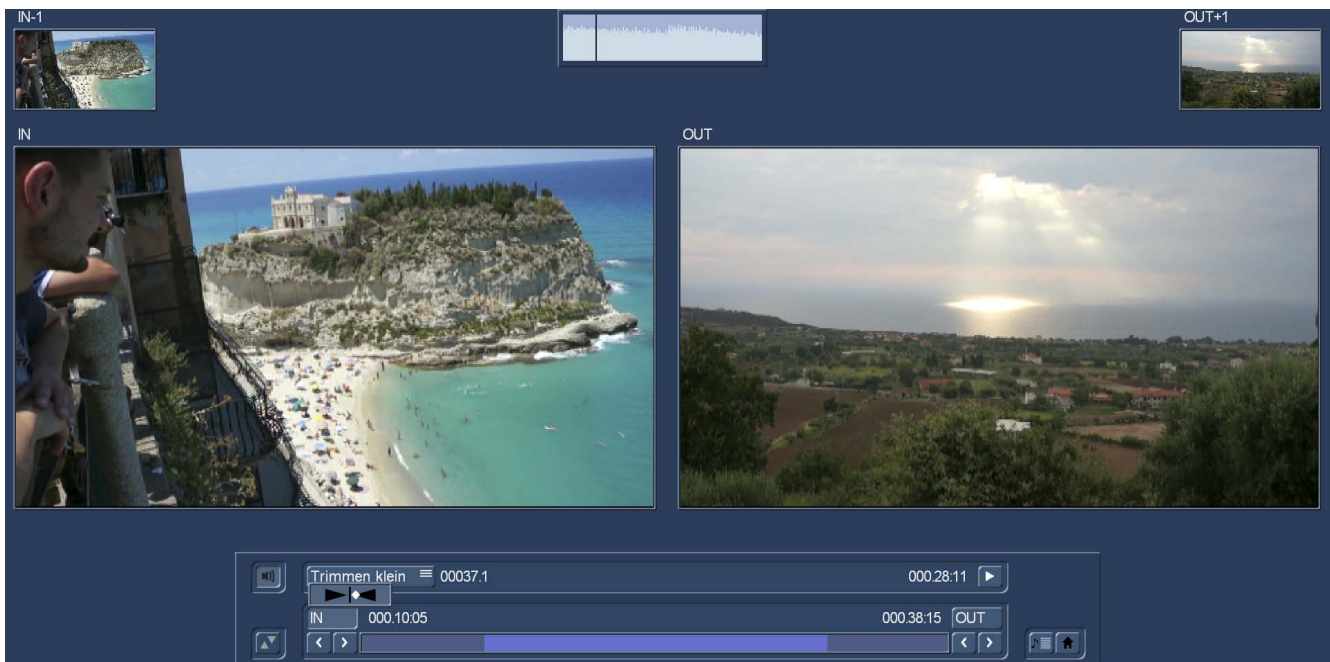 IN-1
OUT+1
IN
OUT
Trimmen klein 00037.1 000.28:11
IN 000.10:05 000.38:15 OUT